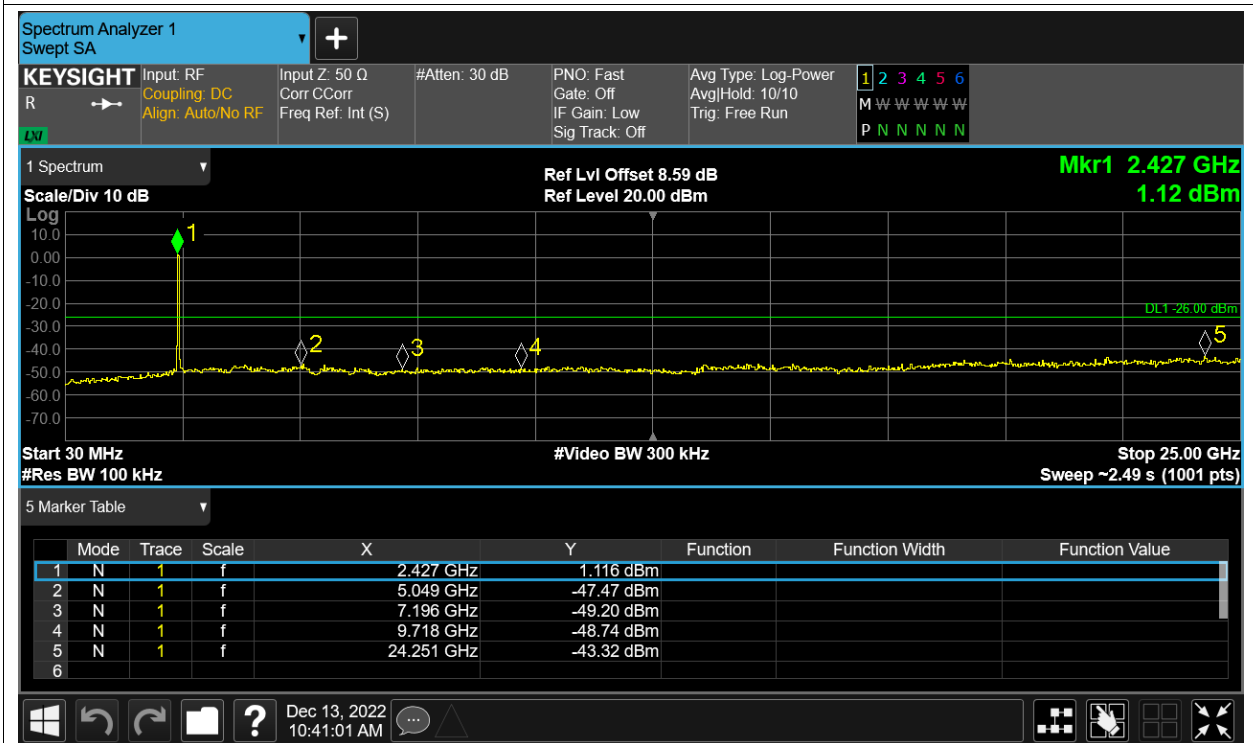 Spectrum Analyzer 1
Swept SA
KEYSIGHT
R
LXI
Input: RF
Coupling: DC
Align: Auto/No RF
Input Z: 50 Ω
Corr CCorr
Freq Ref: Int (S)
#Atten: 30 dB
PNO: Fast
Gate: Off
IF Gain: Low
Sig Track: Off
Avg Type: Log-Power
Avg|Hold: 10/10
Trig: Free Run
1 2 3 4 5 6
M W W W W W
P N N N N N
1 Spectrum
Scale/Div 10 dB
Ref Lvl Offset 8.59 dB
Ref Level 20.00 dBm
Mkr1 2.427 GHz
1.12 dBm
Log
10.0
0.00
-10.0
-20.0
-30.0
-40.0
-50.0
-60.0
-70.0
1
2
3
4
5
DL1 -26.00 dBm
Start 30 MHz
#Res BW 100 kHz
#Video BW 300 kHz
Stop 25.00 GHz
Sweep ~2.49 s (1001 pts)
5 Marker Table
Mode Trace Scale X Y Function Function Width Function Value
1 N 1 f 2.427 GHz 1.116 dBm
2 N 1 f 5.049 GHz -47.47 dBm
3 N 1 f 7.196 GHz -49.20 dBm
4 N 1 f 9.718 GHz -48.74 dBm
5 N 1 f 24.251 GHz -43.32 dBm
6
?
Dec 13, 2022
10:41:01 AM